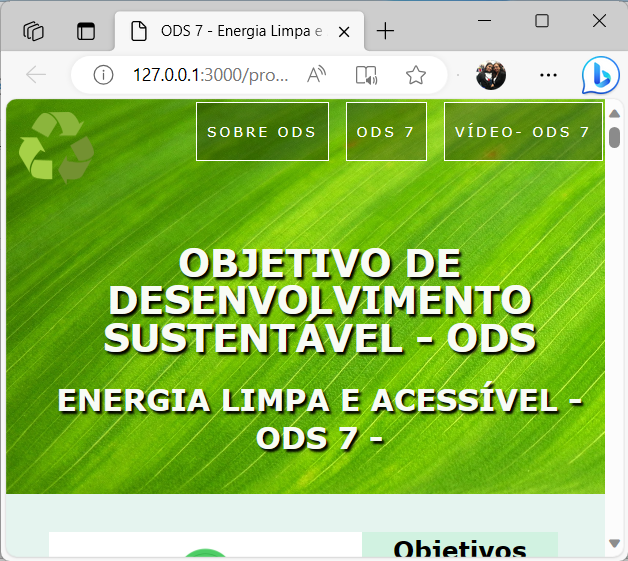 ODS 7 - Energia Limpa e
127.0.0.1:3000/pro...
SOBRE ODS
ODS 7
VÍDEO- ODS 7
OBJETIVO DE
DESENVOLVIMENTO
SUSTENTÁVEL - ODS
ENERGIA LIMPA E ACESSÍVEL -
ODS 7 -
Objetivos